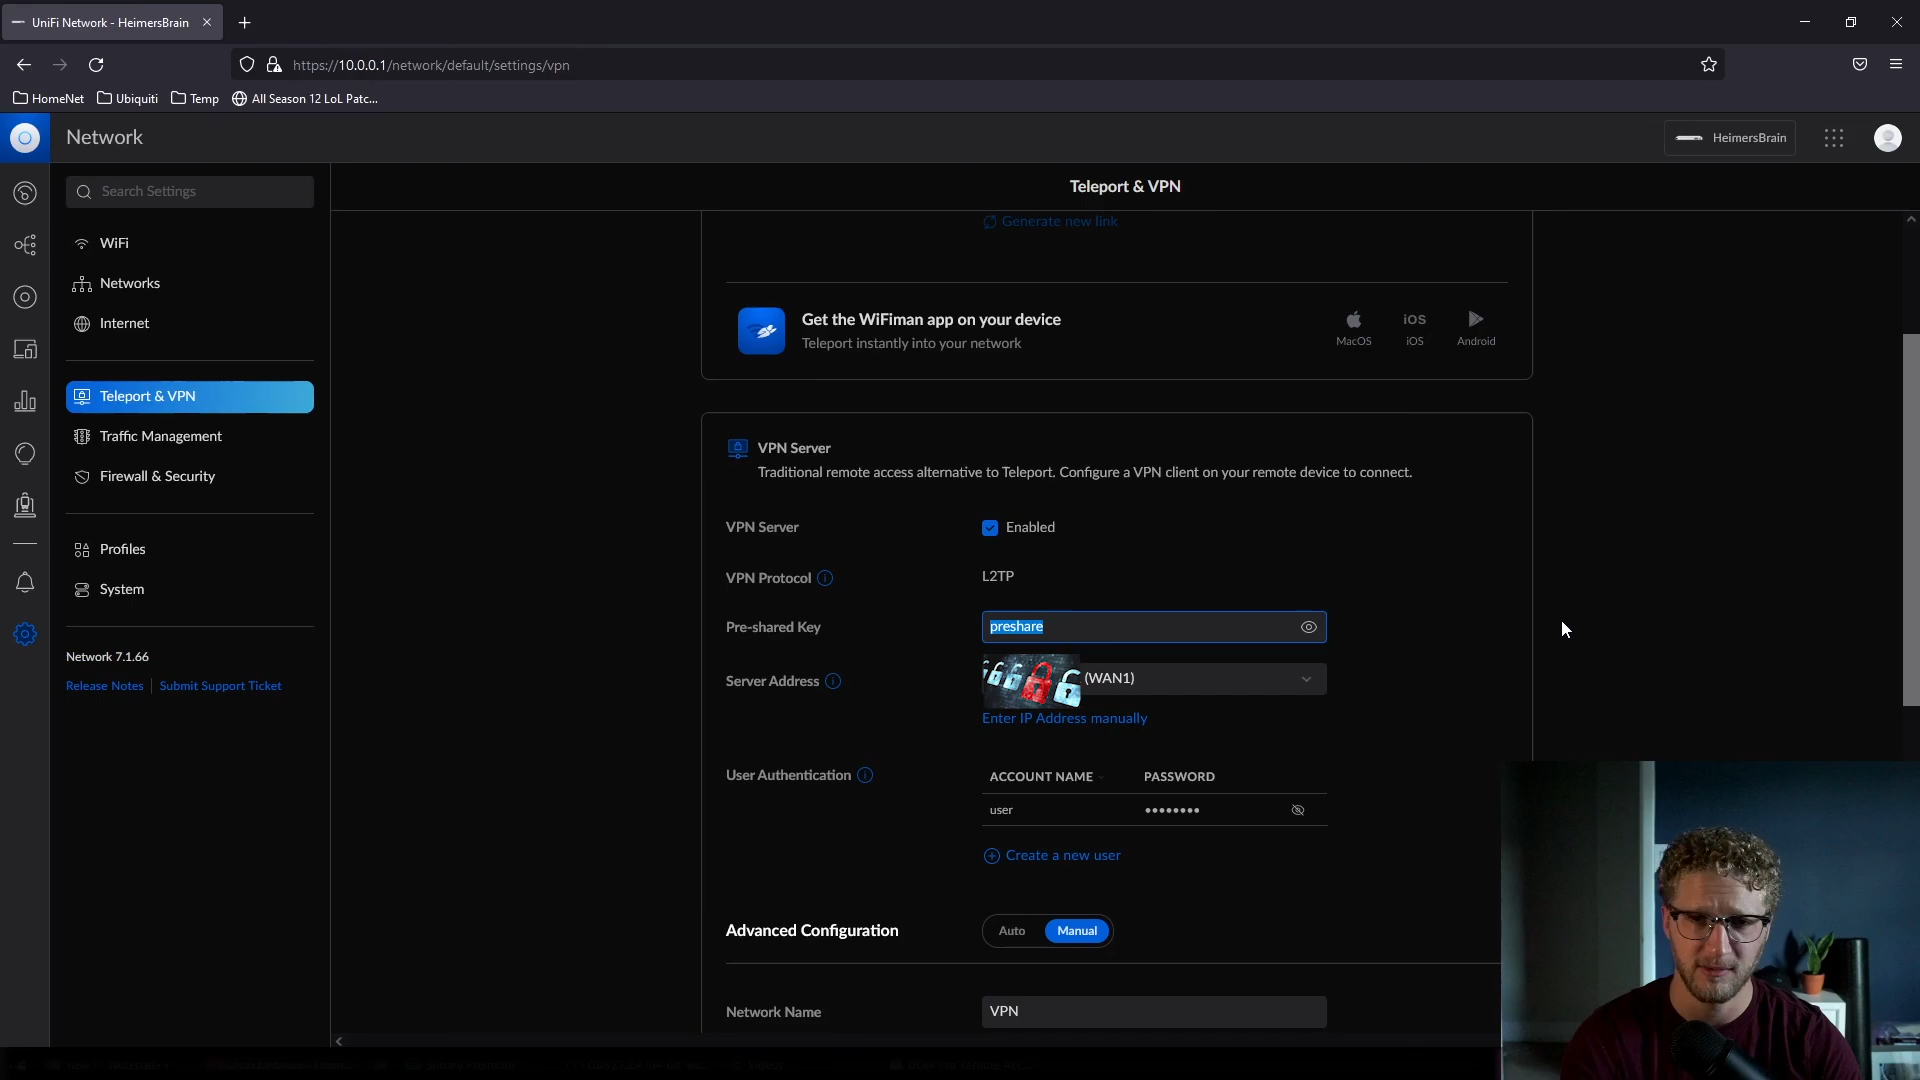 UniFi Network - HeimersBrain
https://10.0.0.1/network/default/settings/vpn
HomeNet
Ubiquiti
Temp
All Season 12 LoL Patc...
Network
HeimersBrain
Search Settings
WiFi
Networks
Internet
Teleport & VPN
Traffic Management
Firewall & Security
Profiles
System
Network 7.1.66
Release Notes
Submit Support Ticket
Teleport & VPN
Generate new link
Get the WiFiman app on your device
Teleport instantly into your network
MacOS
iOS
iOS
Android
VPN Server
Traditional remote access alternative to Teleport. Configure a VPN client on your remote device to connect.
VPN Server
Enabled
VPN Protocol
L2TP
Pre-shared Key
preshare
Server Address
(WAN1)
Enter IP Address manually
User Authentication
ACCOUNT NAME
PASSWORD
user
••••••••
Create a new user
Advanced Configuration
Auto
Manual
Network Name
VPN